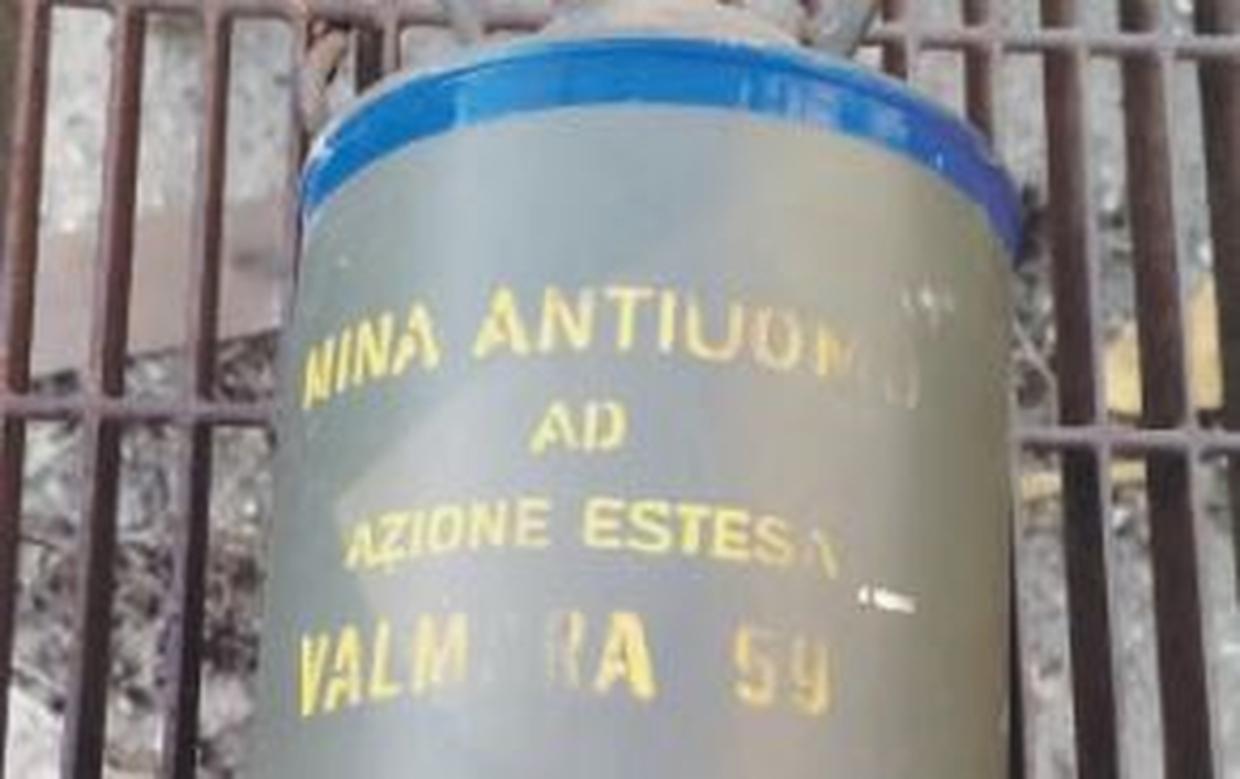 MINA ANTIUOMO
AD
AZIONE ESTESA
VALMARA 59